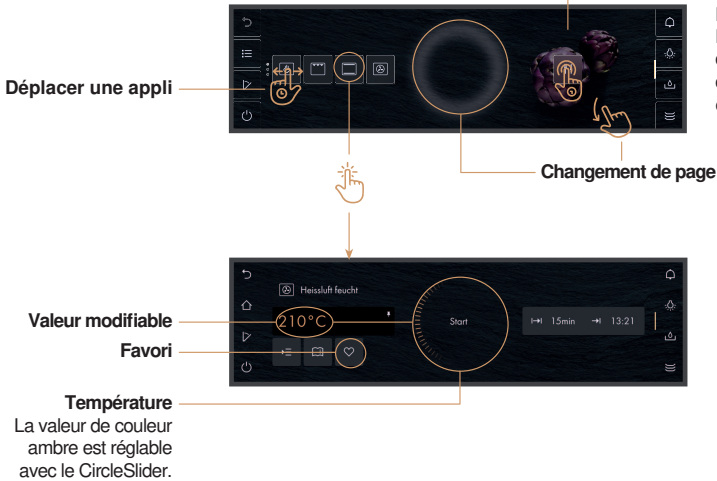 Déplacer une appli
Changement de page
Heissluft feucht
210°C
Start
15min 13:21
Valeur modifiable
Favori
Température
La valeur de couleur
ambre est réglable
avec le CircleSlider.